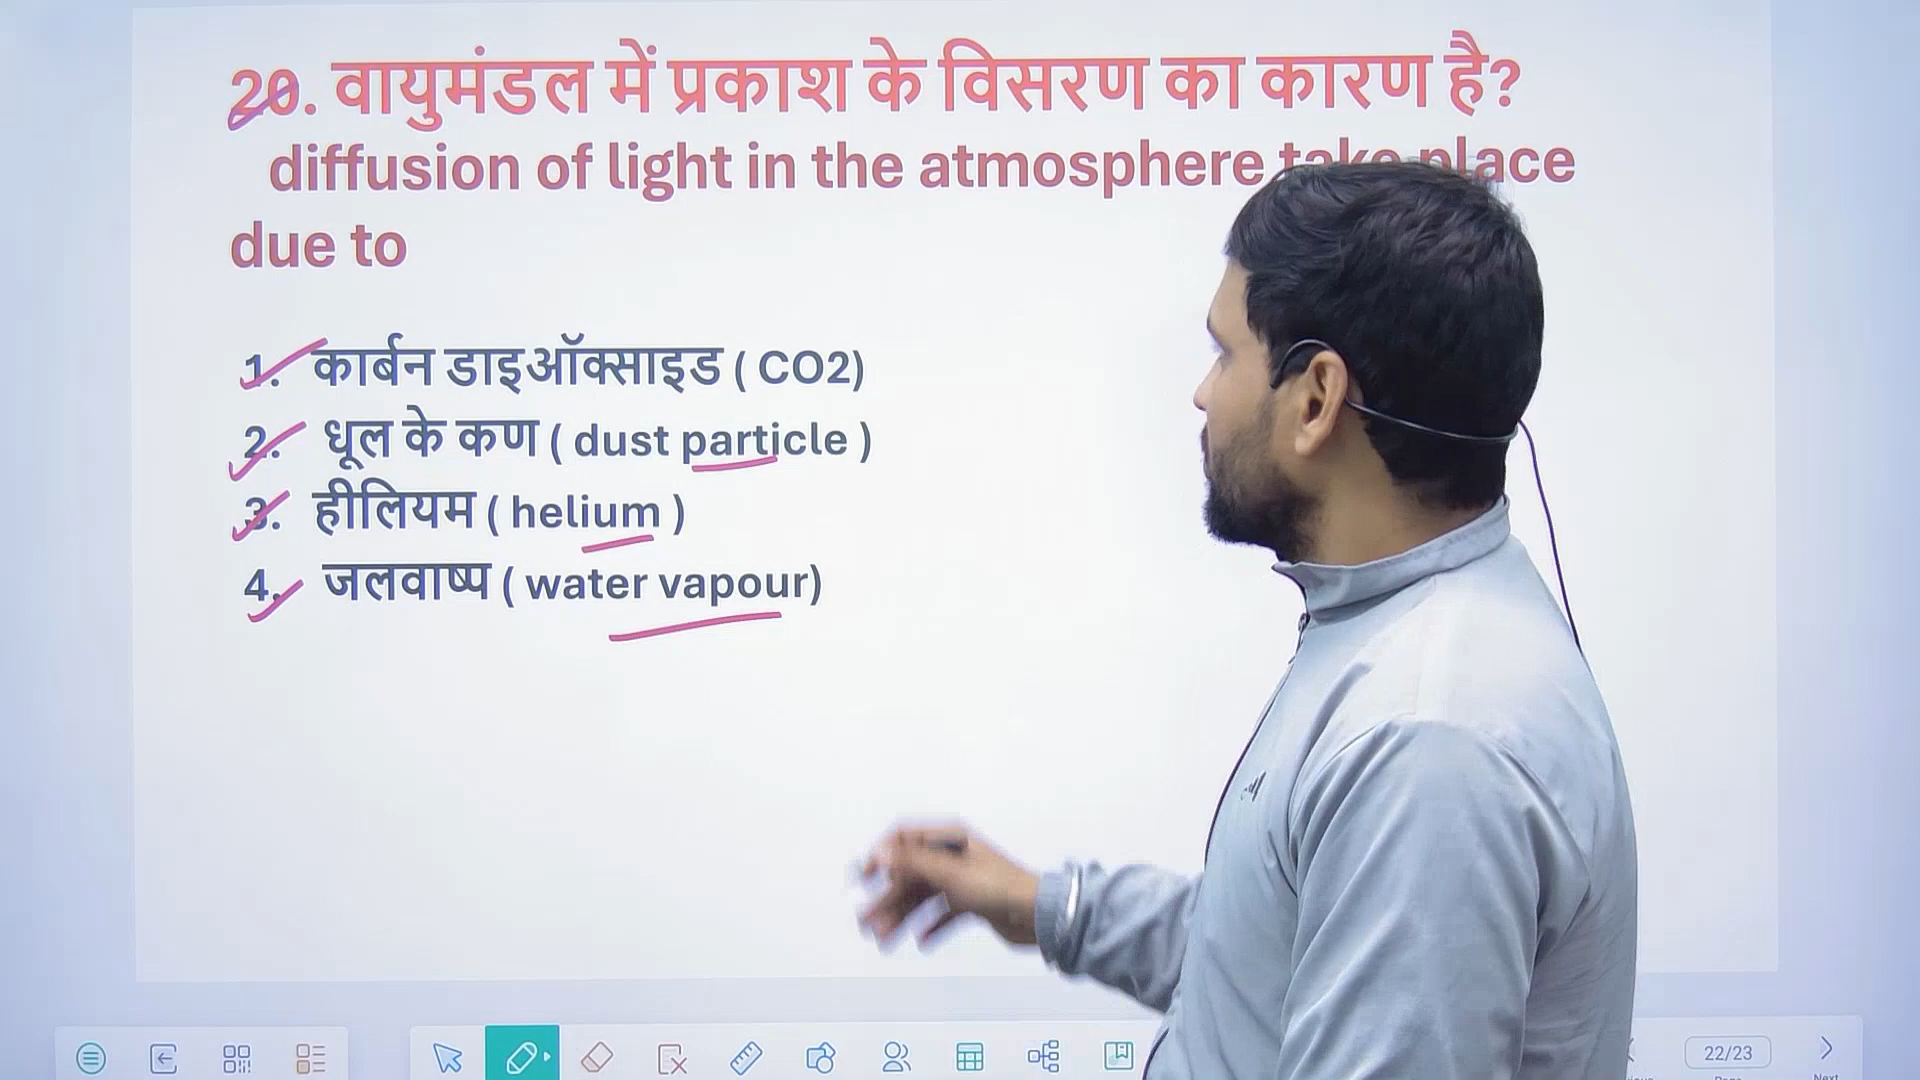 20. वायुमंडल में प्रकाश के विसरण का कारण है?
diffusion of light in the atmosphere take place
due to
1. कार्बन डाइऑक्साइड ( CO2)
2. धूल के कण ( dust particle )
3. हीलियम ( helium )
4. जलवाष्प ( water vapour)
22/23
Next